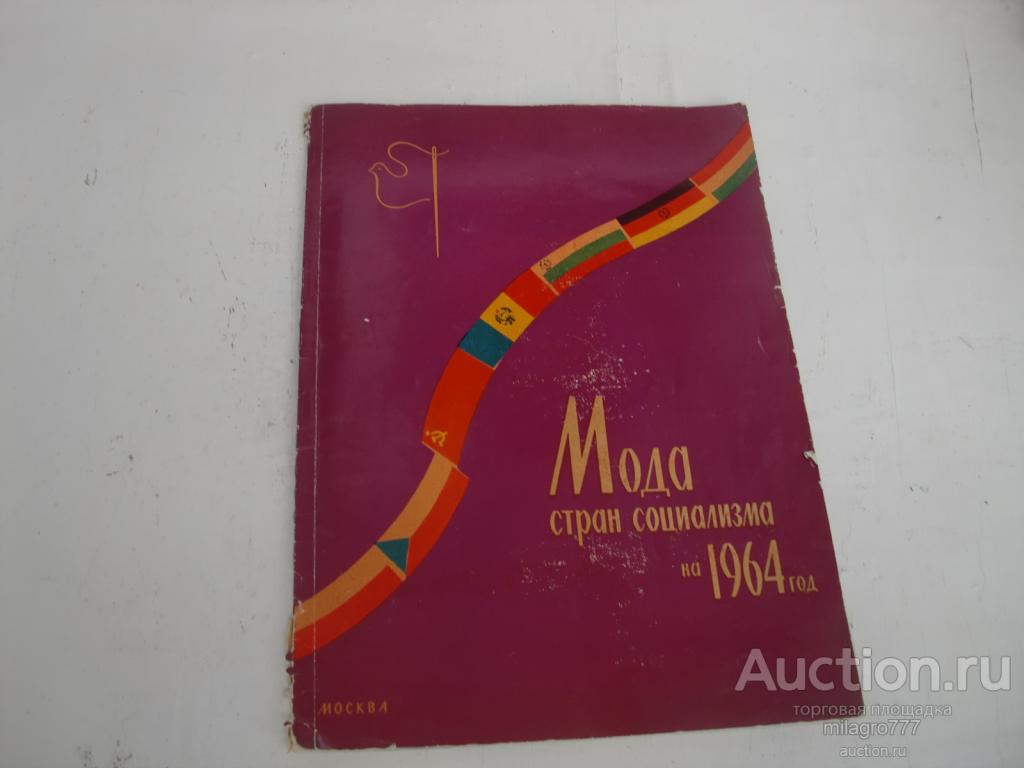 Мода
стран социализма
на 1964 год
МОСКВА
Auction.ru
торговая площадка
milagro777
auction.ru